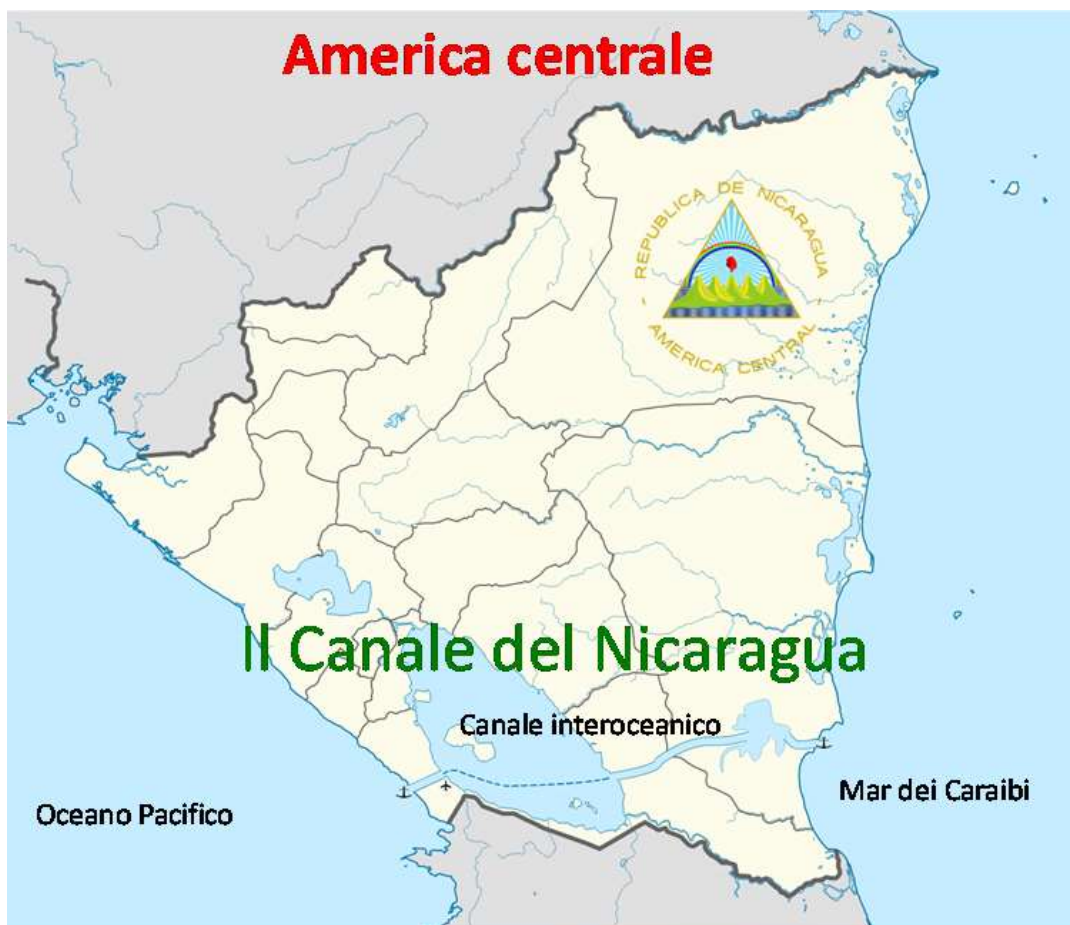 America centrale
REPUBLICA DE NICARAGUA
AMERICA CENTRAL
Il Canale del Nicaragua
Canale interoceanico
Mar dei Caraibi
Oceano Pacifico